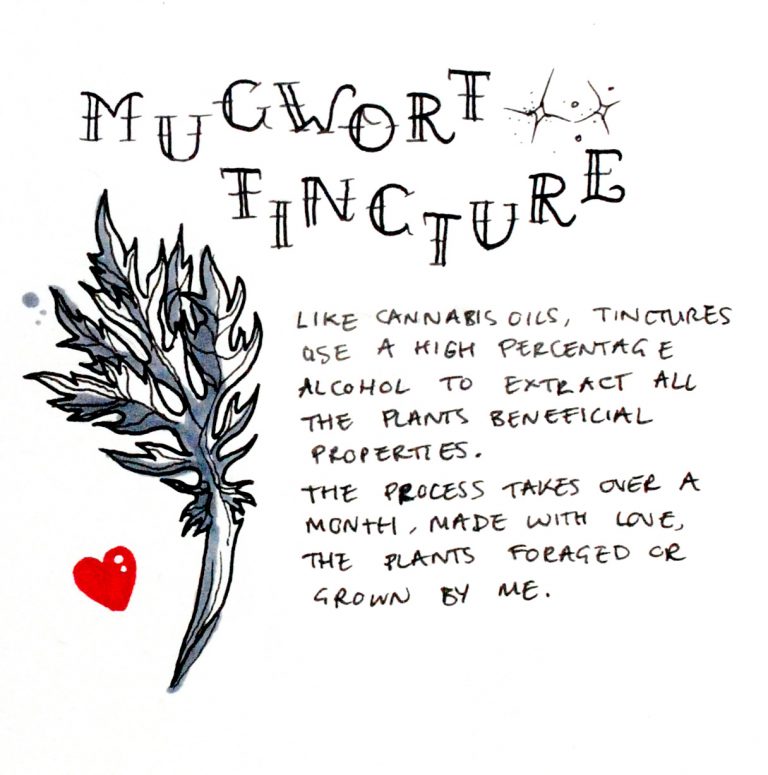 MUGWORT
TINCTURE
LIKE CANNABIS OILS, TINCTURES
USE A HIGH PERCENTAGE
ALCOHOL TO EXTRACT ALL
THE PLANTS BENEFICIAL
PROPERTIES.
THE PROCESS TAKES OVER A
MONTH, MADE WITH LOVE,
THE PLANTS FORAGED OR
GROWN BY ME.